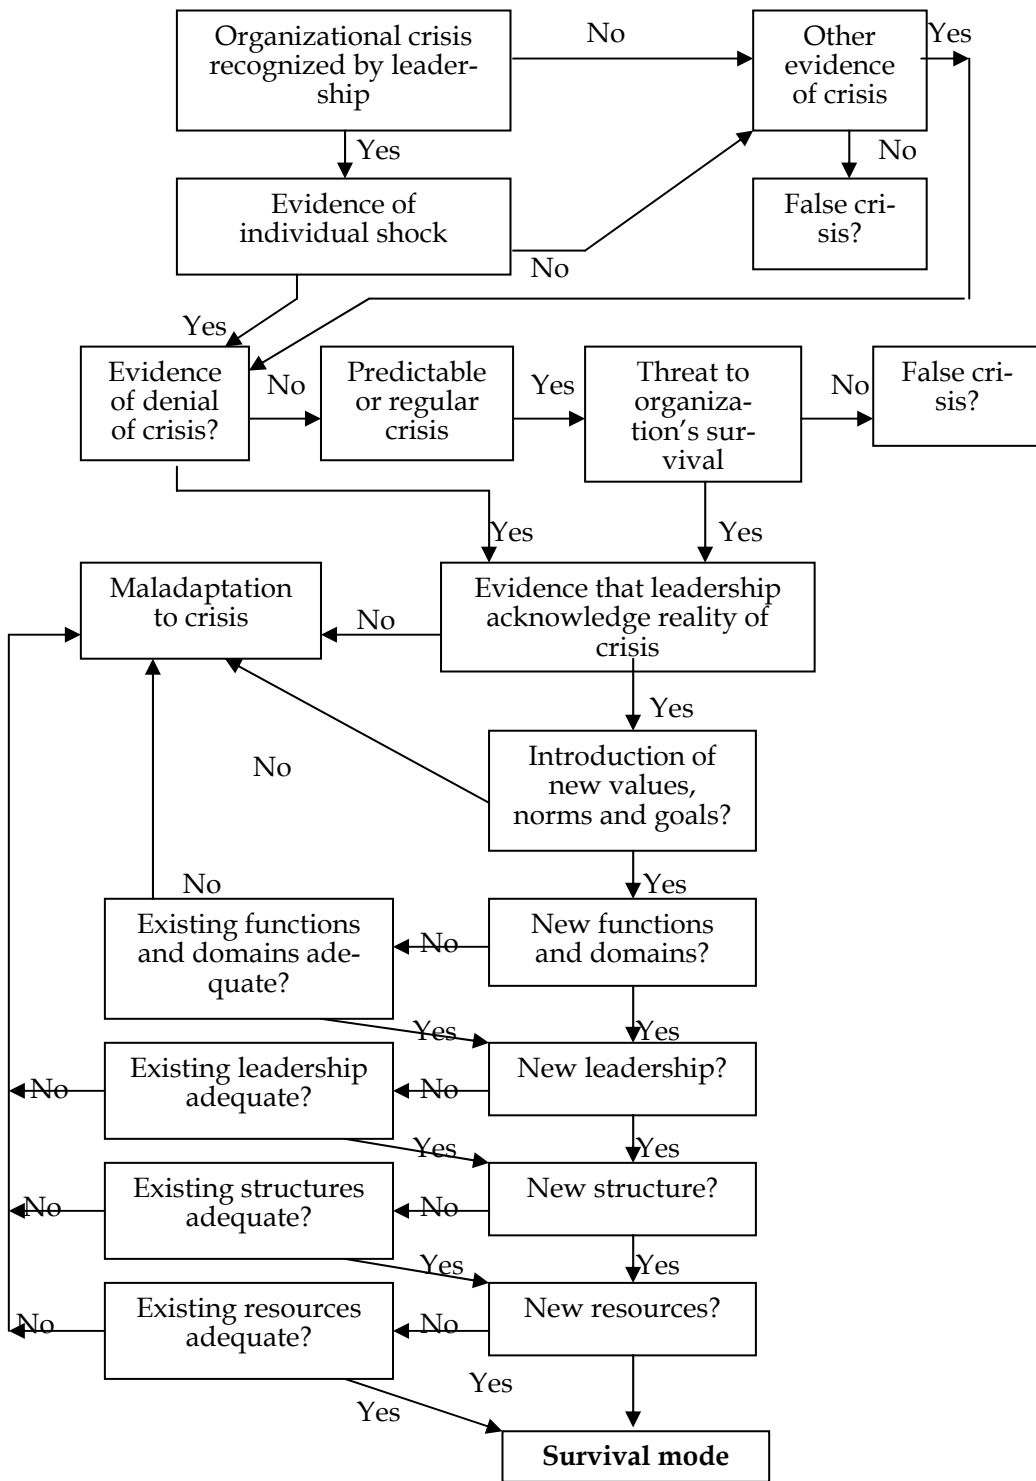 Organizational crisis
recognized by leader-
ship
No
Other
evidence
of crisis
Yes
Yes
No
Evidence of
individual shock
False cri-
sis?
No
Yes
Evidence
of denial
of crisis?
No
Predictable
or regular
crisis
Yes
Threat to
organiza-
tion's sur-
vival
No
False cri-
sis?
Yes
Yes
Maladaptation
to crisis
No
Evidence that leadership
acknowledge reality of
crisis
Yes
No
Introduction of
new values,
norms and goals?
No
Yes
Existing functions
and domains ade-
quate?
No
New functions
and domains?
Yes
Yes
No
Existing leadership
adequate?
No
New leadership?
Yes
Yes
No
Existing structures
adequate?
No
New structure?
Yes
Yes
No
Existing resources
adequate?
No
New resources?
Yes
Yes
Survival mode